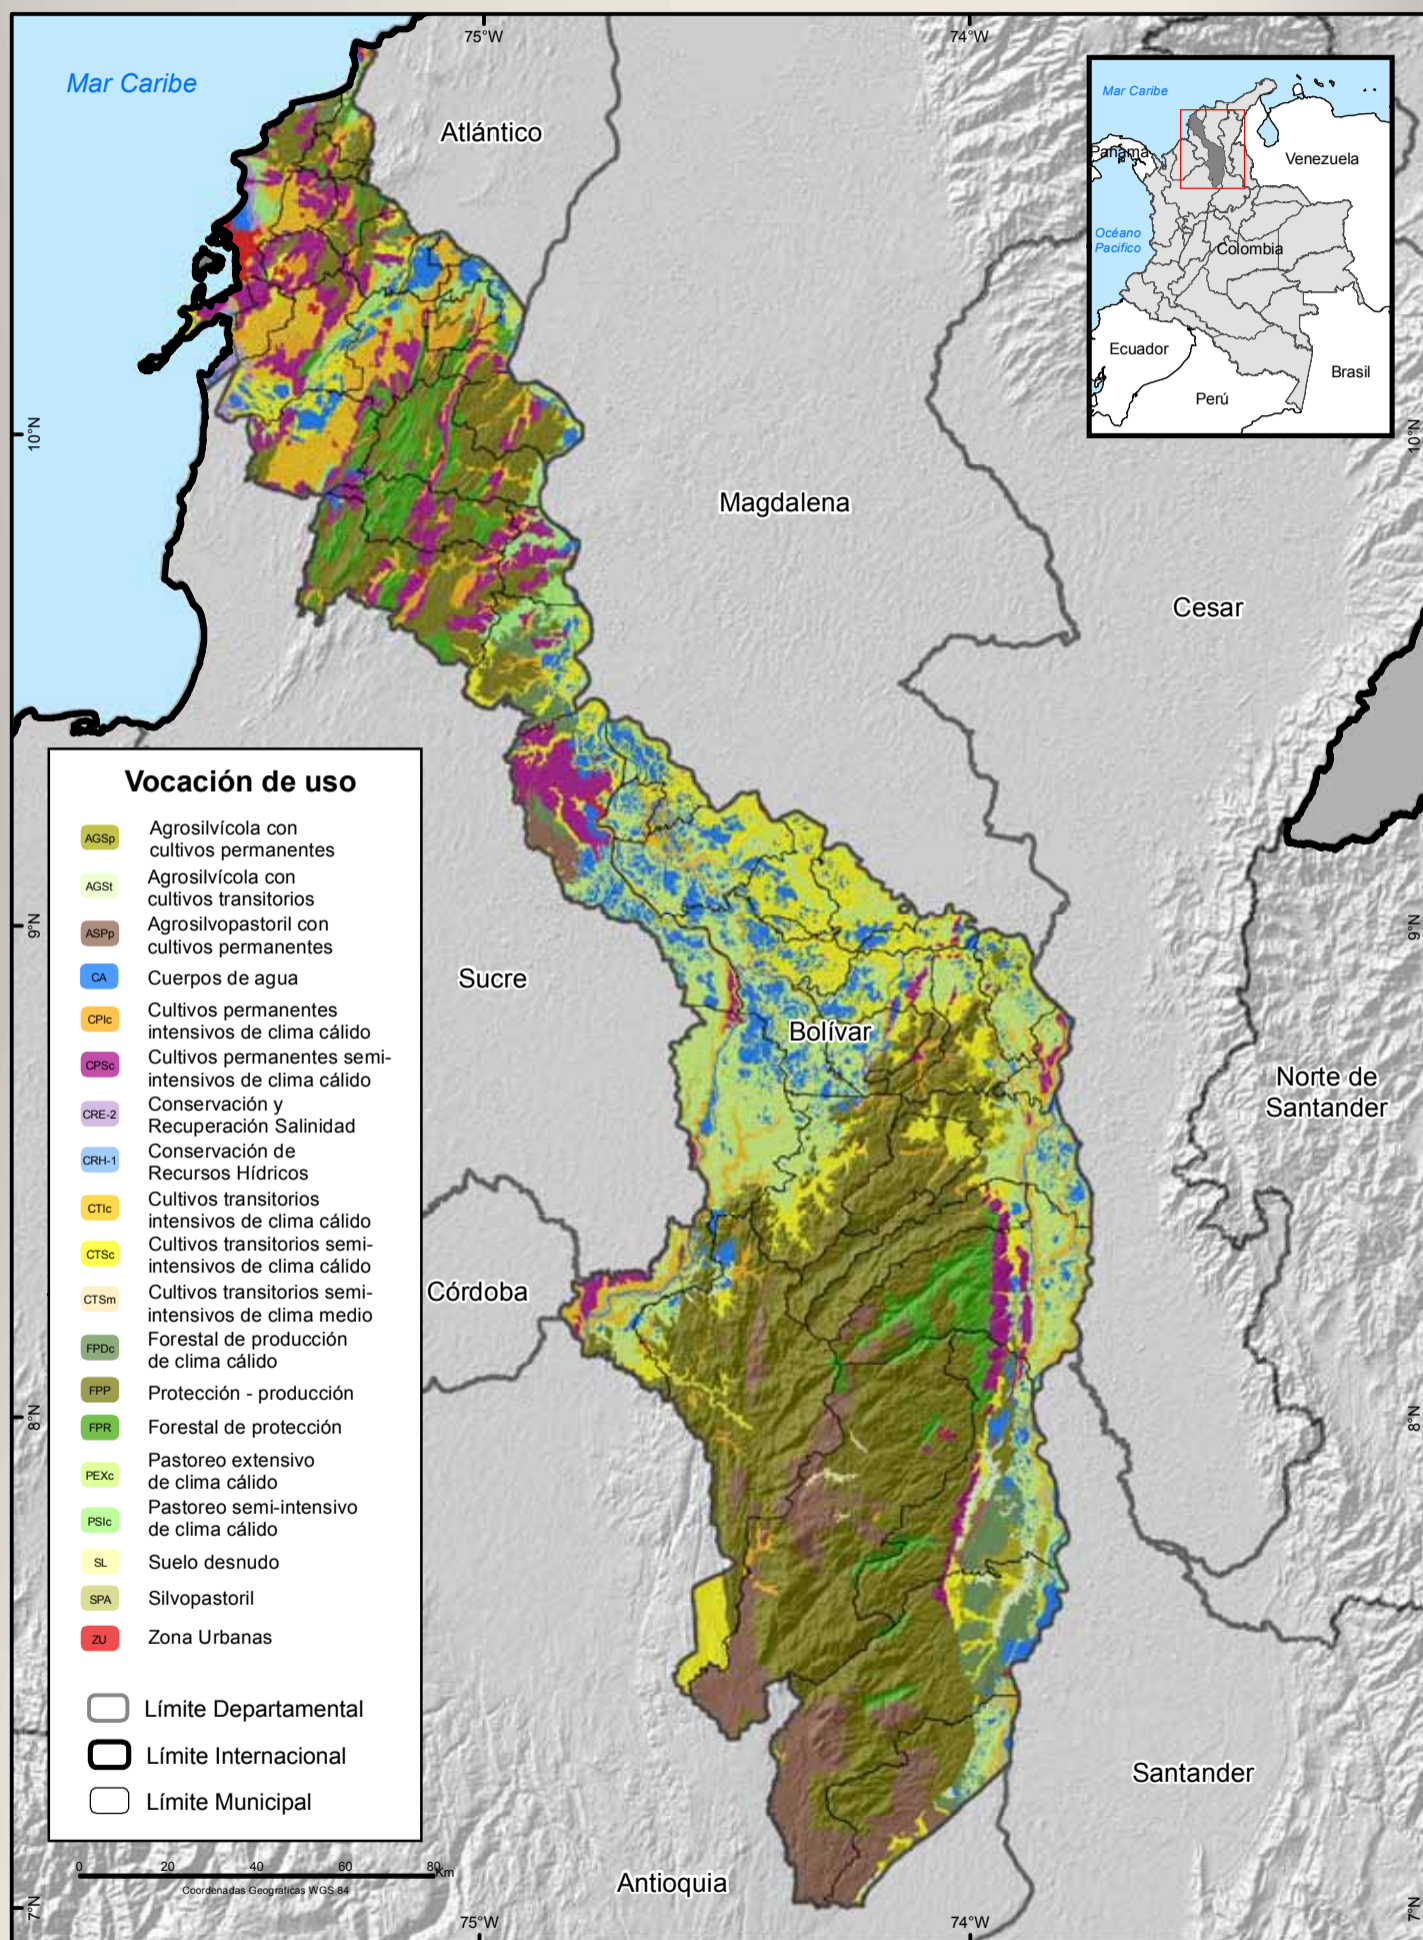 75°W
74°W
Mar Caribe
Atlántico
Mar Caribe
Panamá
Venezuela
Océano
Pacífico
Colombia
Ecuador
Brasil
Perú
10°N
10°N
Magdalena
Cesar
Vocación de uso
AGSp
Agrosilvícola con
cultivos permanentes
AGSt
Agrosilvícola con
cultivos transitorios
ASPp
Agrosilvopastoril con
cultivos permanentes
CA
Cuerpos de agua
CPIc
Cultivos permanentes
intensivos de clima cálido
CPSc
Cultivos permanentes semi-
intensivos de clima cálido
CRE-2
Conservación y
Recuperación Salinidad
CRH-1
Conservación de
Recursos Hídricos
CTIc
Cultivos transitorios
intensivos de clima cálido
CTSc
Cultivos transitorios semi-
intensivos de clima cálido
CTSm
Cultivos transitorios semi-
intensivos de clima medio
FPDc
Forestal de producción
de clima cálido
FPP
Protección - producción
FPR
Forestal de protección
PEXc
Pastoreo extensivo
de clima cálido
PSIc
Pastoreo semi-intensivo
de clima cálido
SL
Suelo desnudo
SPA
Silvopastoril
ZU
Zona Urbanas
Límite Departamental
Límite Internacional
Límite Municipal
0 20 40 60 80 Km
Coordenadas Geográficas WGS 84
9°N
9°N
Sucre
Bolívar
Norte de
Santander
Córdoba
8°N
8°N
Santander
Antioquia
7°N
7°N
75°W
74°W